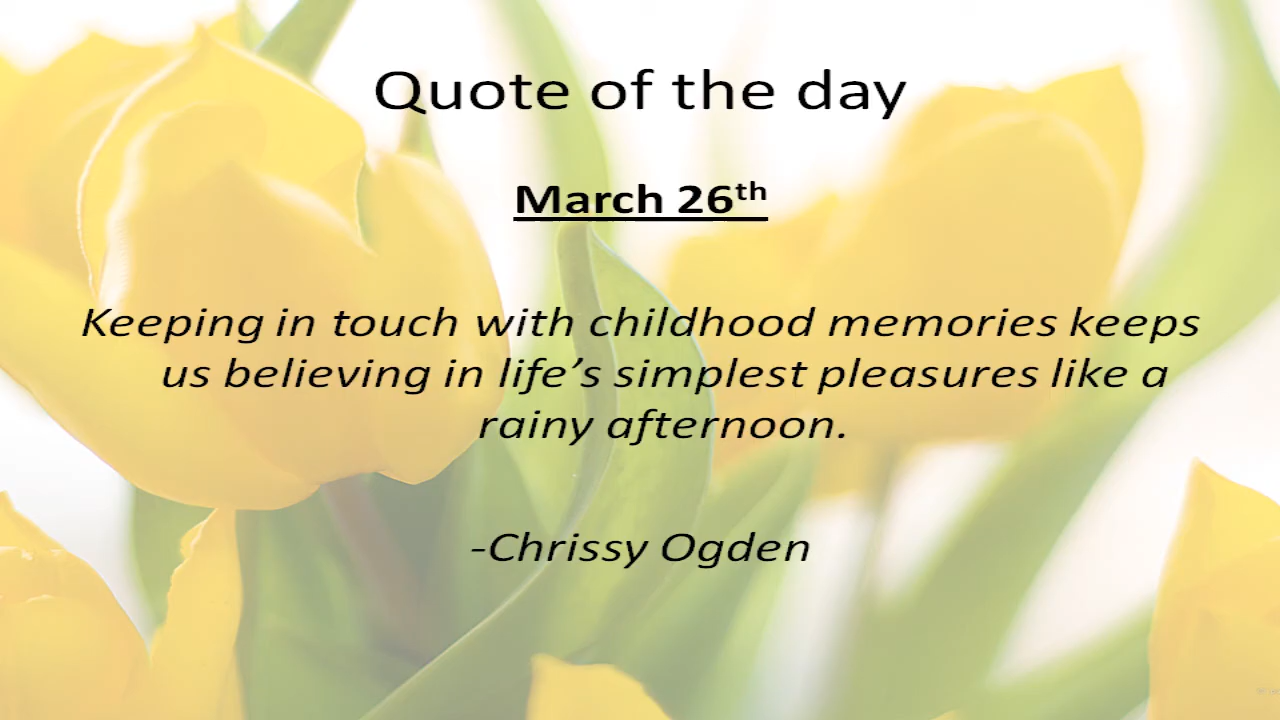 Quote of the day
March 26th
Keeping in touch with childhood memories keeps
us believing in life’s simplest pleasures like a
rainy afternoon.
-Chrissy Ogden